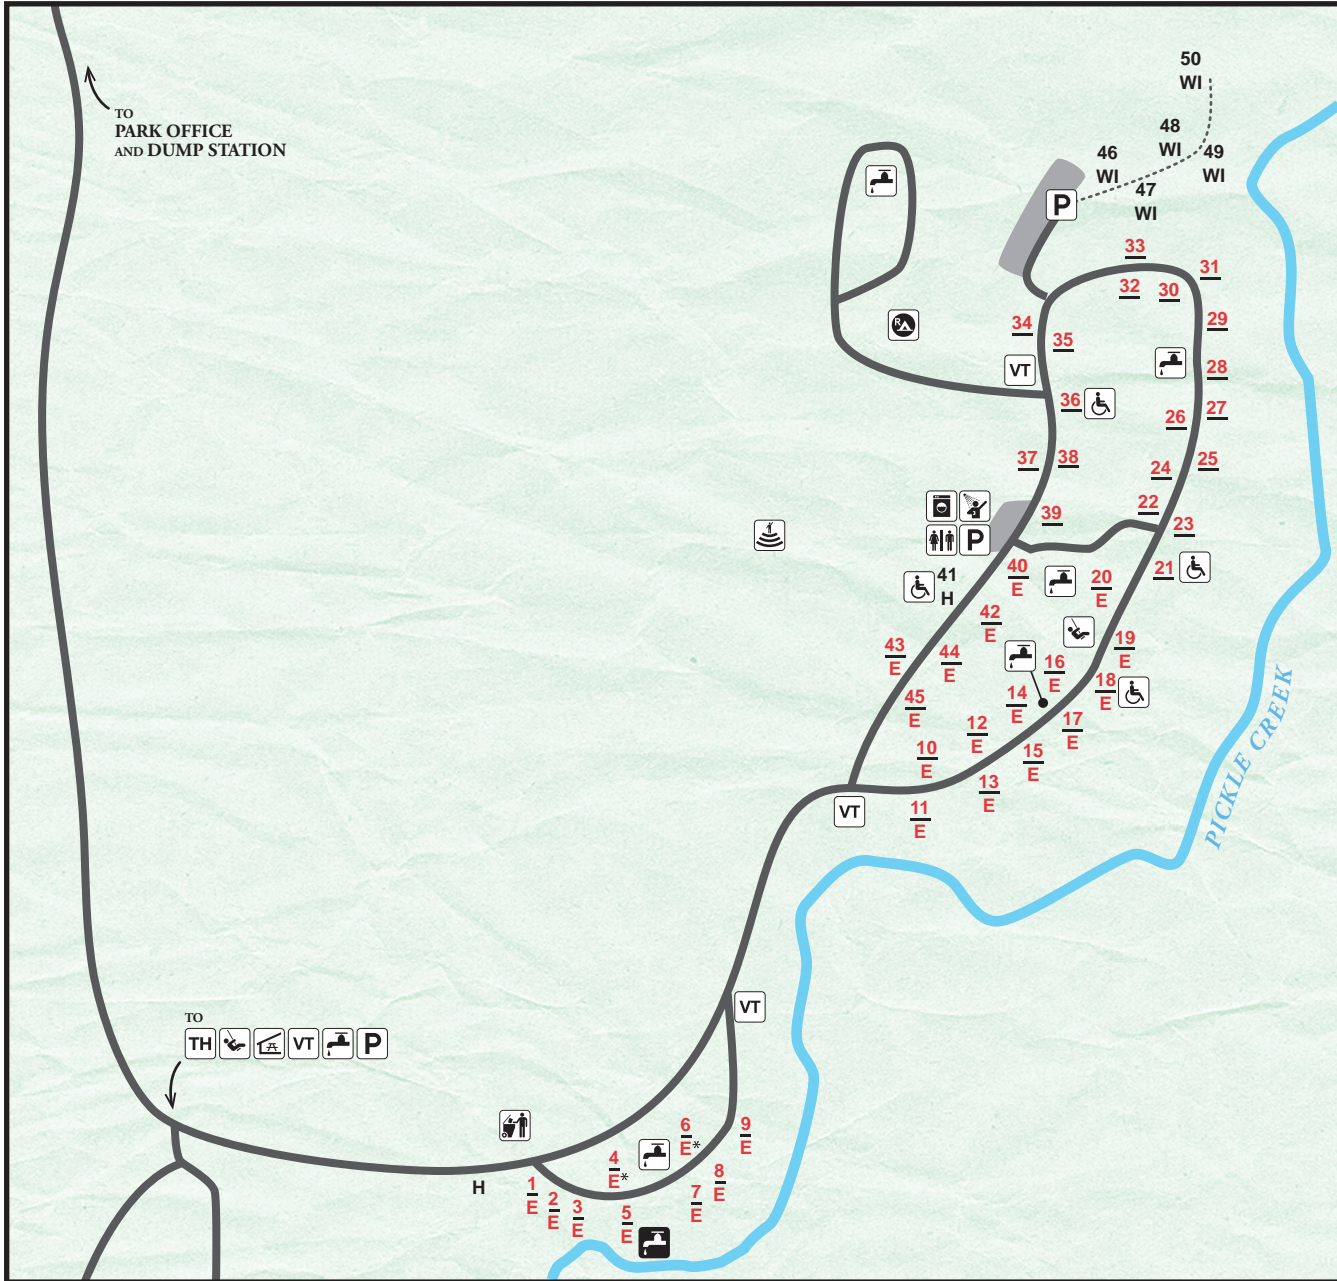 50
WI
48
WI
49
WI
46
WI
47
WI
TO
PARK OFFICE
AND DUMP STATION
P
33
31
32
30
29
34
35
VT
28
36
27
26
37
38
25
24
22
39
23
P
40
E
41
H
20
E
21
42
E
43
E
44
E
19
E
16
E
18
E
14
E
45
E
12
E
17
E
10
E
15
E
13
E
11
E
VT
PICKLE CREEK
R
VT
TO
TH
VT
P
6
E*
9
E
4
E*
8
E
7
E
H
1
E
2
E
3
E
5
E